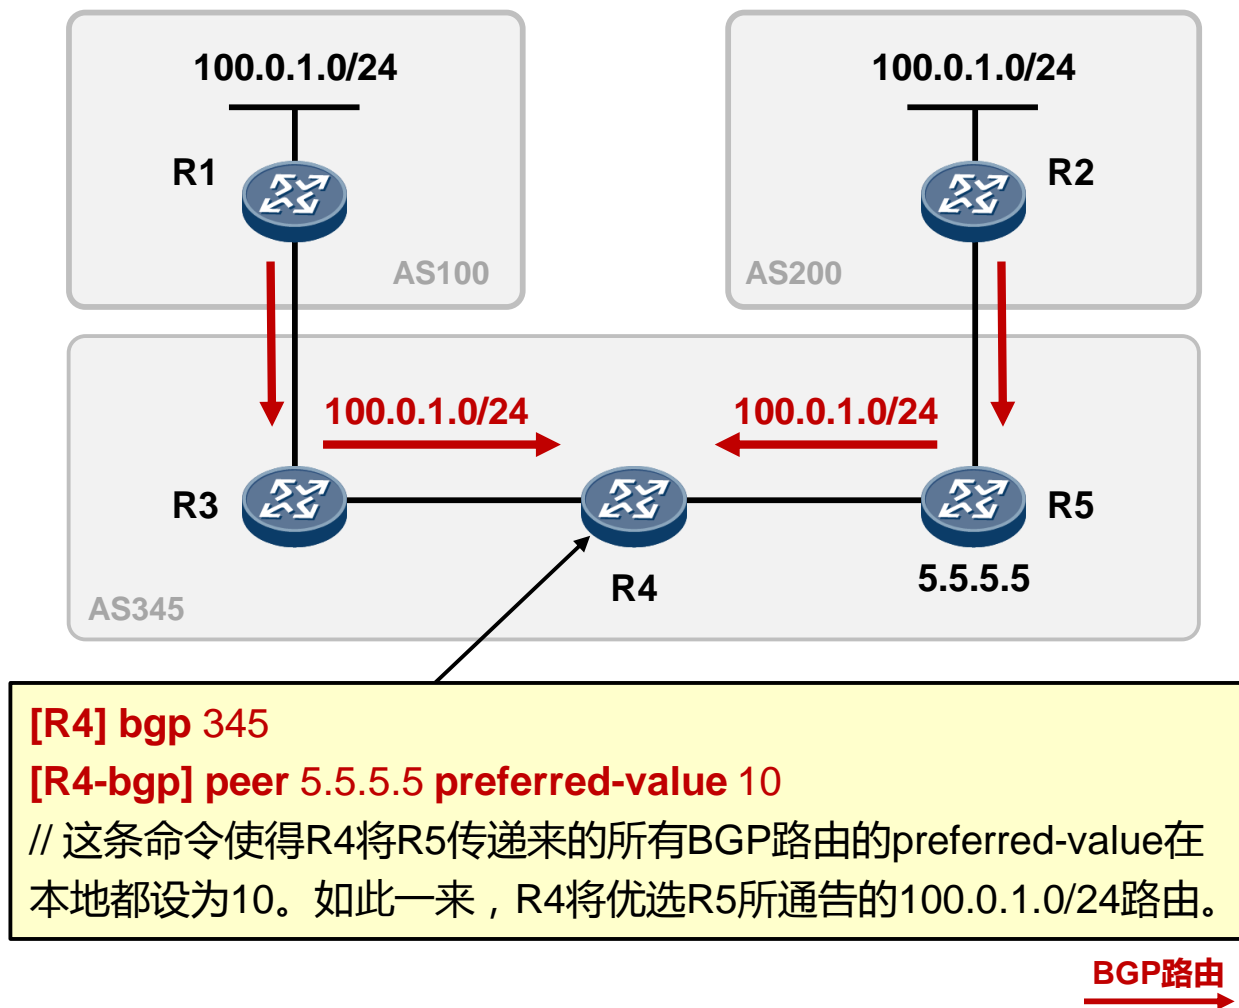 100.0.1.0/24
100.0.1.0/24
R1
R2
AS100
AS200
100.0.1.0/24
100.0.1.0/24
R3
R5
R4
5.5.5.5
AS345
[R4] bgp 345
[R4-bgp] peer 5.5.5.5 preferred-value 10
// 这条命令使得R4将R5传递来的所有BGP路由的preferred-value在
本地都设为10。如此一来，R4将优选R5所通告的100.0.1.0/24路由。
BGP路由